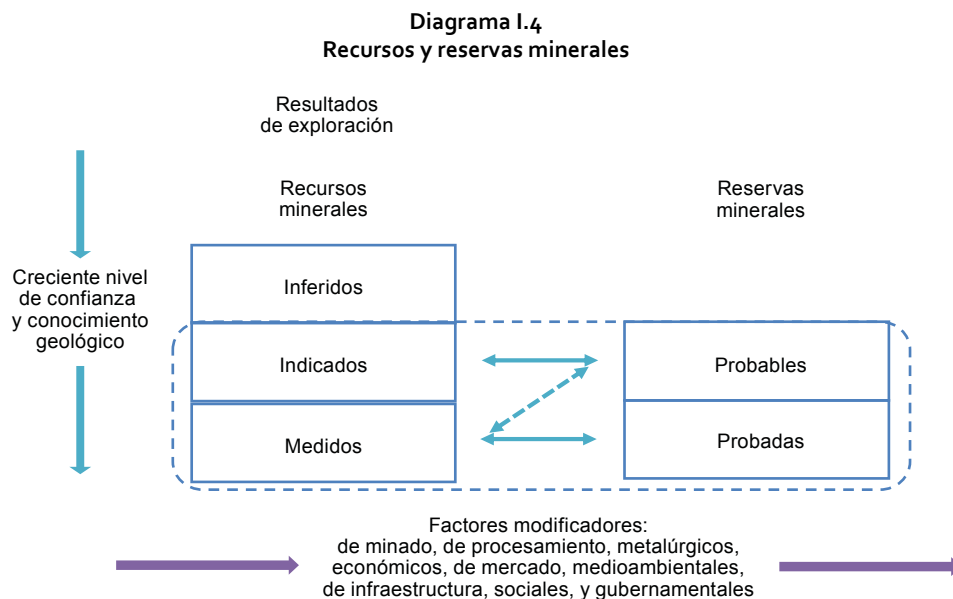 Diagrama I.4
Recursos y reservas minerales
Resultados
de exploración
Recursos
minerales
Reservas
minerales
Creciente nivel
de confianza
y conocimiento
geológico
Inferidos
Indicados
Probables
Medidos
Probadas
Factores modificadores:
de minado, de procesamiento, metalúrgicos,
económicos, de mercado, medioambientales,
de infraestructura, sociales, y gubernamentales